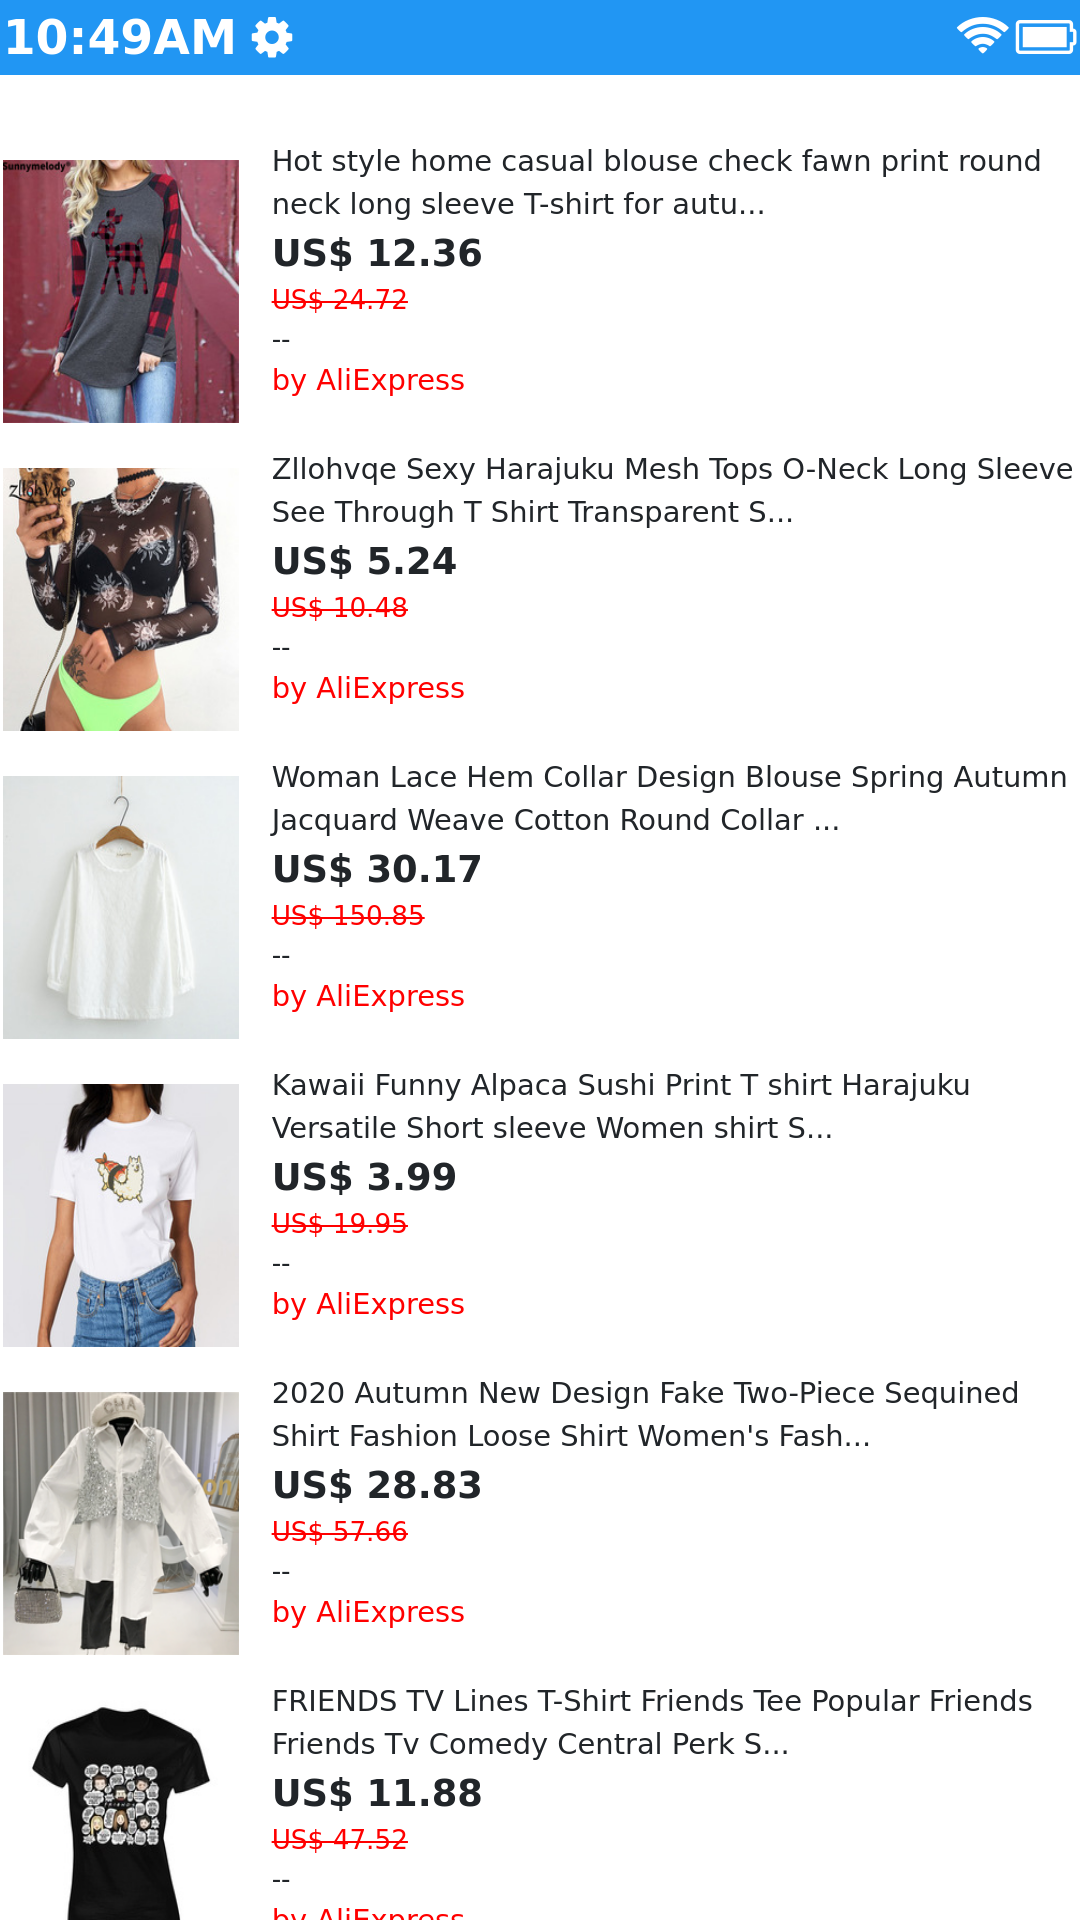 10:49AM
Sunnymelody®
Hot style home casual blouse check fawn print round
neck long sleeve T-shirt for autu...
US$ 12.36
US$ 24.72
--
by AliExpress
ZllohVqe®
Zllohvqe Sexy Harajuku Mesh Tops O-Neck Long Sleeve
See Through T Shirt Transparent S...
US$ 5.24
US$ 10.48
--
by AliExpress
Woman Lace Hem Collar Design Blouse Spring Autumn
Jacquard Weave Cotton Round Collar ...
US$ 30.17
US$ 150.85
--
by AliExpress
Kawaii Funny Alpaca Sushi Print T shirt Harajuku
Versatile Short sleeve Women shirt S...
US$ 3.99
US$ 19.95
--
by AliExpress
CHA
2020 Autumn New Design Fake Two-Piece Sequined
Shirt Fashion Loose Shirt Women's Fash...
US$ 28.83
US$ 57.66
--
by AliExpress
FRIENDS TV Lines T-Shirt Friends Tee Popular Friends
Friends Tv Comedy Central Perk S...
US$ 11.88
US$ 47.52
--
by AliExpress